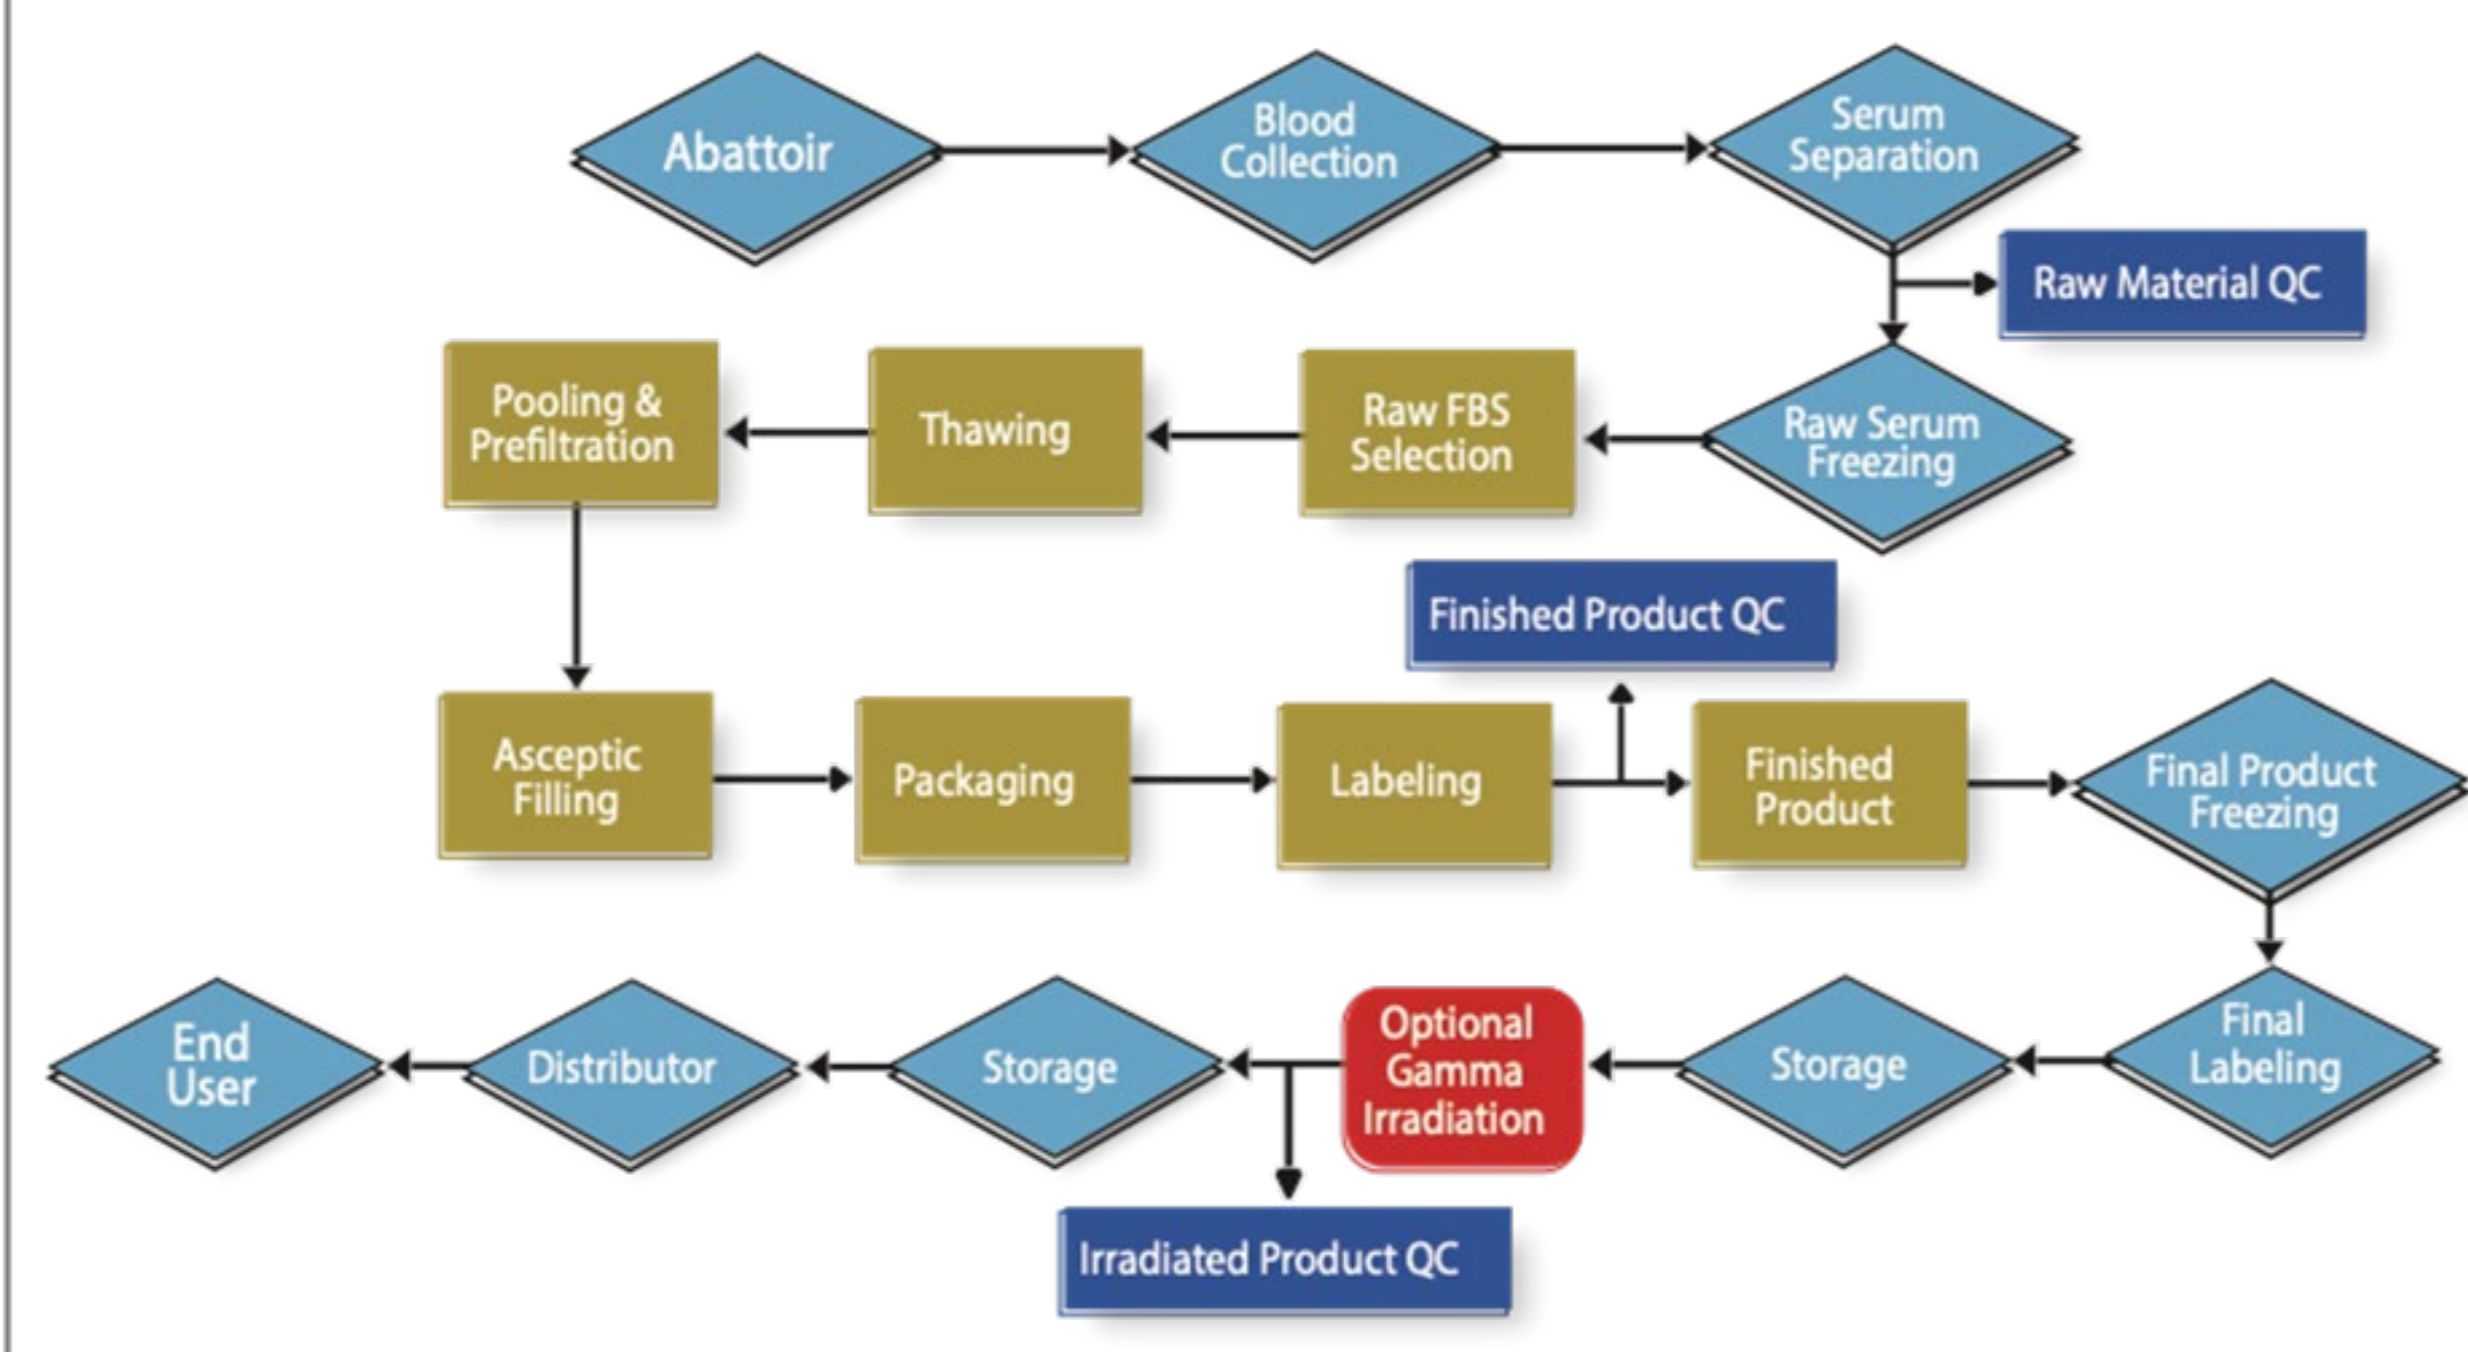 Abattoir
Blood
Collection
Serum
Separation
Raw Material QC
Pooling &
Prefiltration
Thawing
Raw FBS
Selection
Raw Serum
Freezing
Finished Product QC
Asceptic
Filling
Packaging
Labeling
Finished
Product
Final Product
Freezing
End
User
Distributor
Storage
Optional
Gamma
Irradiation
Storage
Final
Labeling
Irradiated Product QC